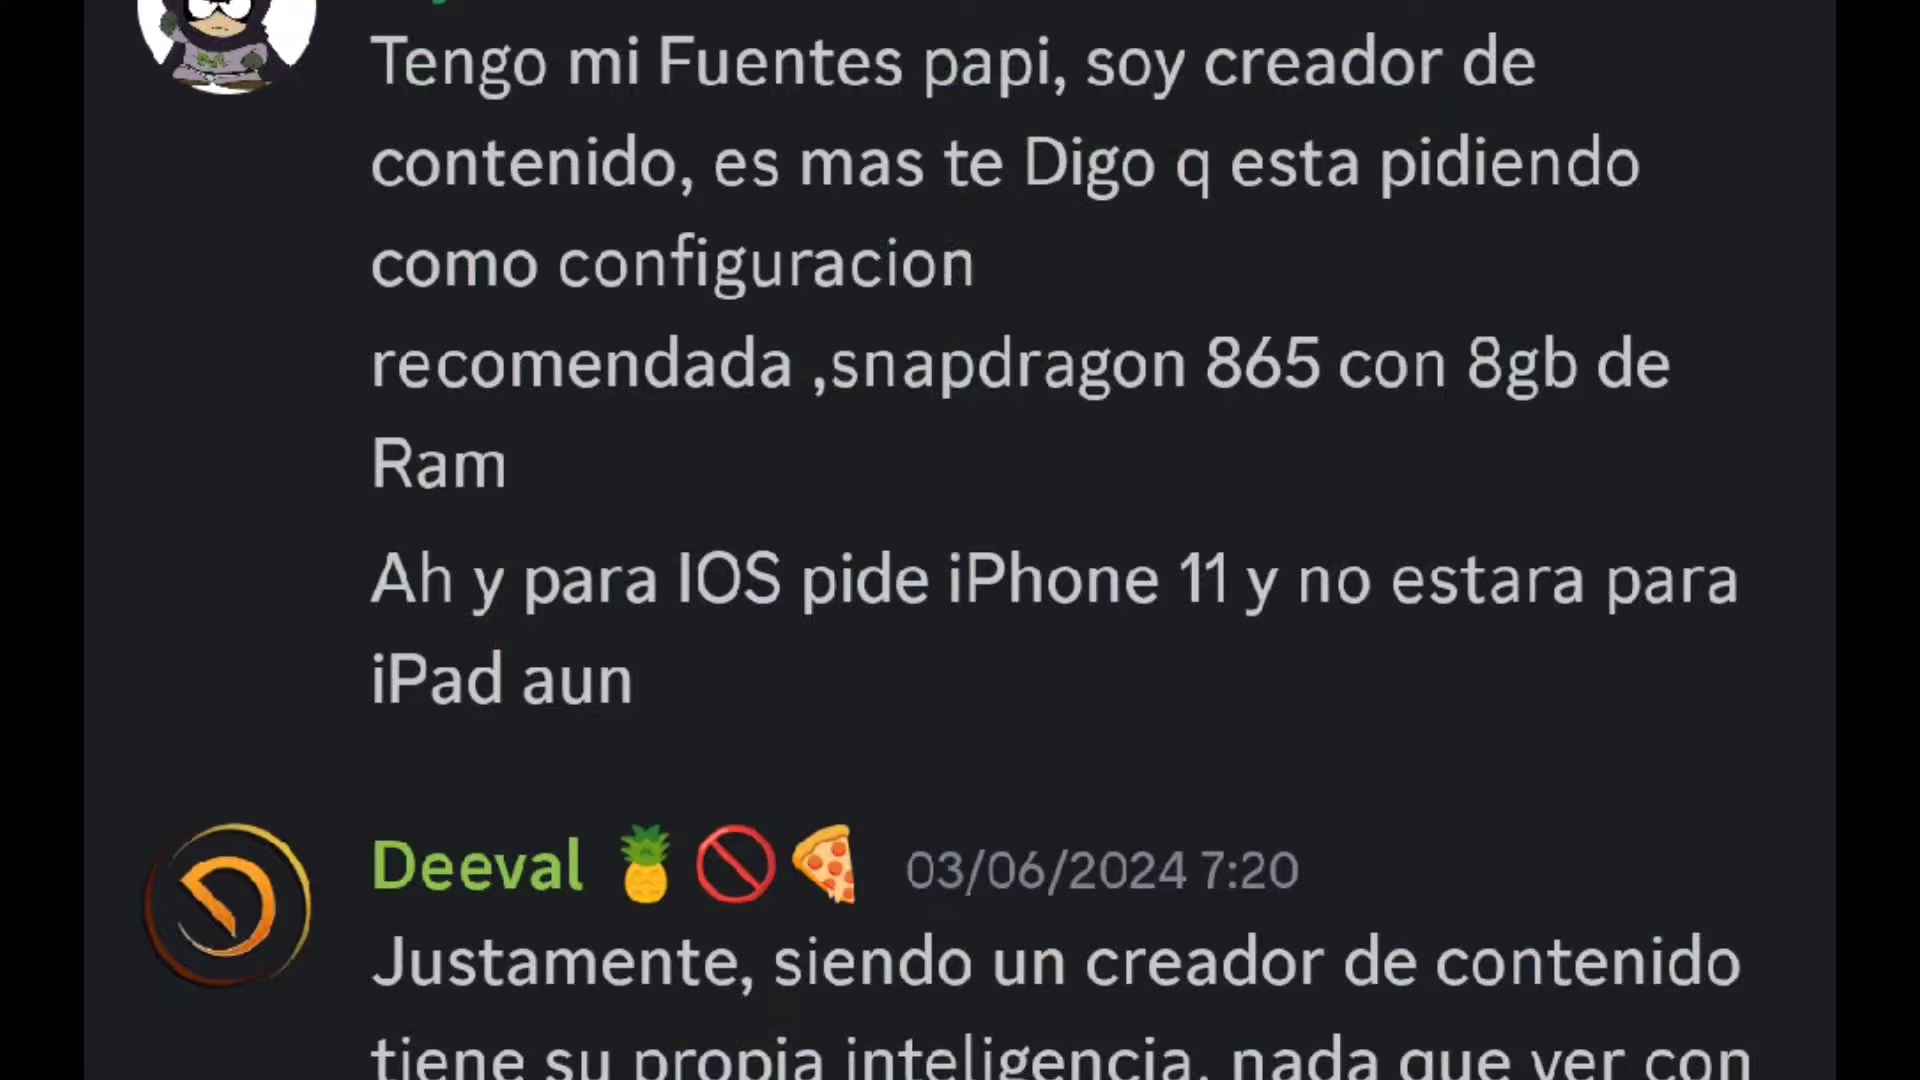 Tengo mi Fuentes papi, soy creador de
contenido, es mas te Digo q esta pidiendo
como configuracion
recomendada ,snapdragon 865 con 8gb de
Ram
Ah y para IOS pide iPhone 11 y no estara para
iPad aun
Deeval 🍍🚫🍕 03/06/2024 7:20
Justamente, siendo un creador de contenido
tiene su propia inteligencia, nada que ver con